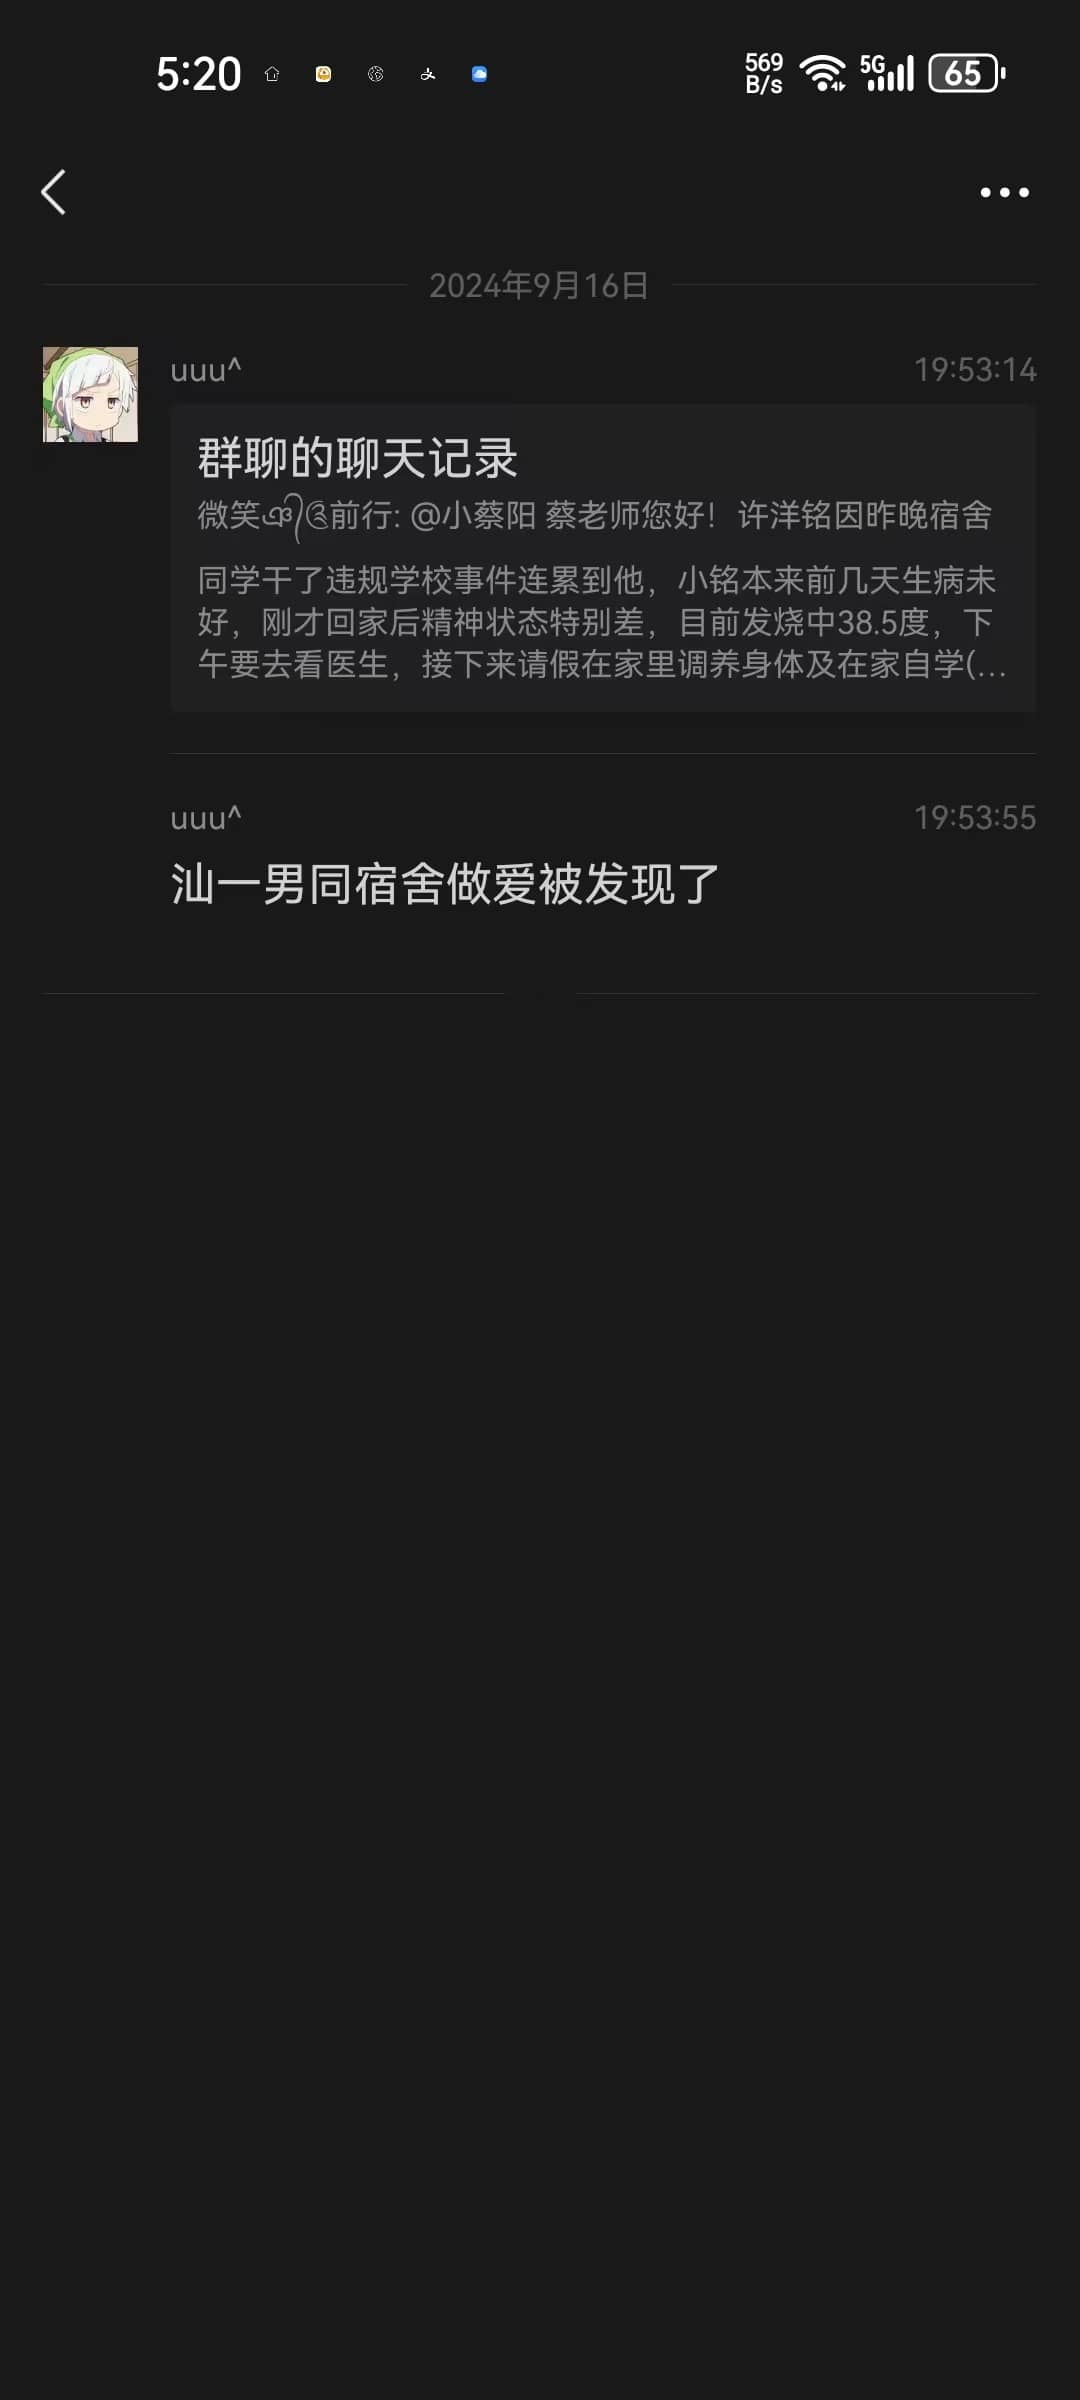 5:20
569 B/s
5G
65
2024年9月16日
uuu^
19:53:14
群聊的聊天记录
微笑 前行: @小蔡阳 蔡老师您好！许洋铭因昨晚宿舍
同学干了违规学校事件连累到他，小铭本来前几天生病未
好，刚才回家后精神状态特别差，目前发烧中38.5度，下
午要去看医生，接下来请假在家里调养身体及在家自学(...
uuu^
19:53:55
汕一男同宿舍做爱被发现了